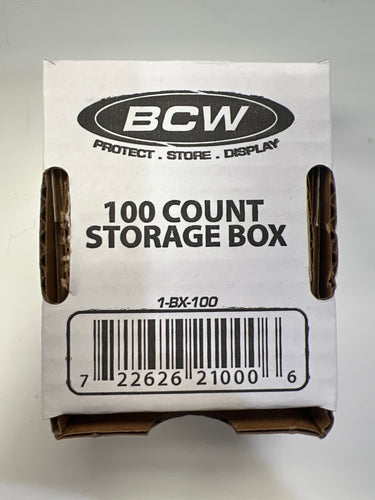 BCW
PROTECT . STORE . DISPLAY
100 COUNT
STORAGE BOX
1-BX-100
7 22626 21000 6